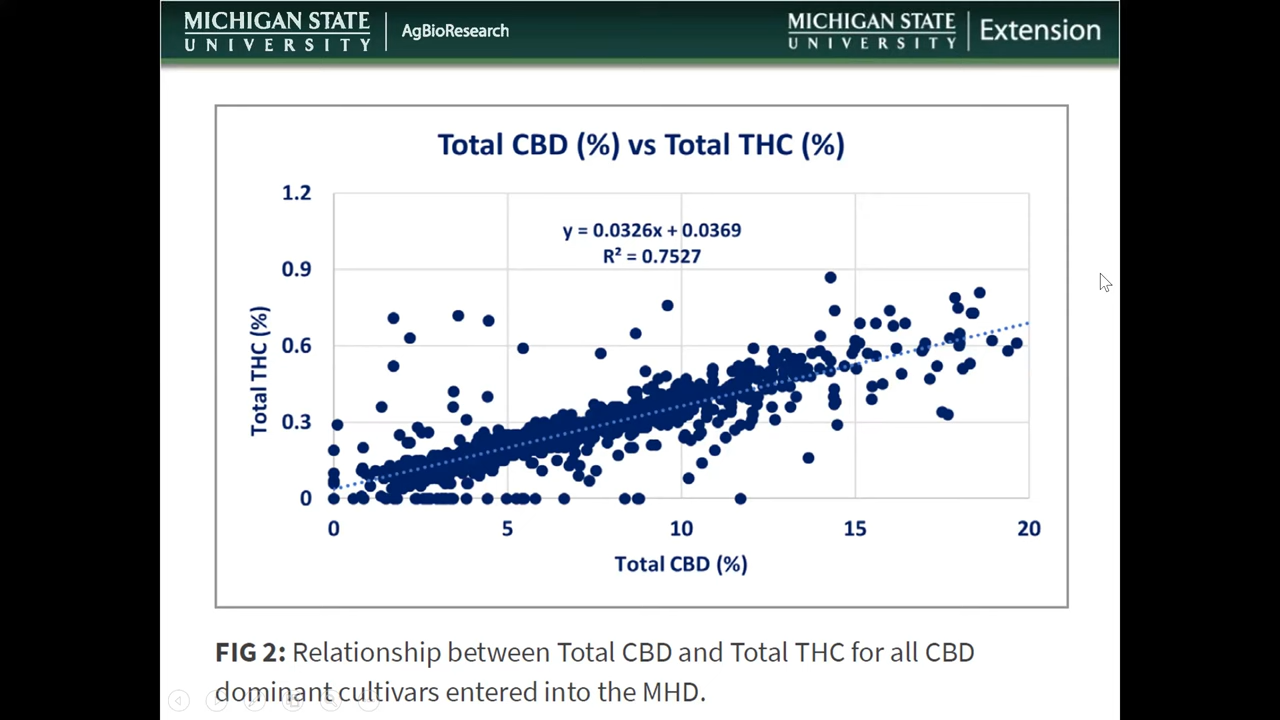 MICHIGAN STATE
UNIVERSITY
AgBioResearch
MICHIGAN STATE
UNIVERSITY
Extension
Total CBD (%) vs Total THC (%)
y = 0.0326x + 0.0369
R² = 0.7527
1.2
0.9
0.6
0.3
0
Total THC (%)
0 5 10 15 20
Total CBD (%)
FIG 2: Relationship between Total CBD and Total THC for all CBD
dominant cultivars entered into the MHD.